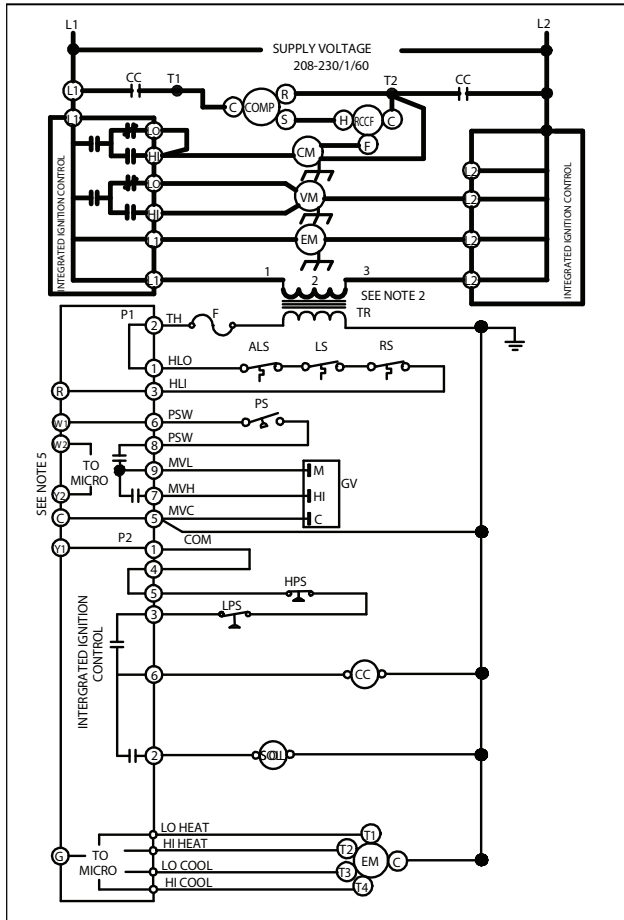 L1 L2
SUPPLY VOLTAGE
208-230/1/60
CC T1 T2 CC
L1 C COMP R
S H RCCF C
L1 F
LO
HI CM
L2
LO
VM L2
HI
L1 EM L2
L1 1 2 3 L2
INTEGRATED IGNITION CONTROL
INTEGRATED IGNITION CONTROL
SEE NOTE 2
TR
P1 2 TH F
ALS LS RS
1 HLO
R 3 HLI
PS
W1 6 PSW
W2 8 PSW
TO
MICRO
9 MVL M
GV
Y2 7 MVH HI
C 5 MVC C
SEE NOTE 5
Y1 P2 1 COM
4
HPS
5
LPS
3
INTERGRATED IGNITION
CONTROL
6 CC
2 SOIL
LO HEAT T1
HI HEAT T2
G TO
MICRO
EM C
LO COOL T3
HI COOL T4